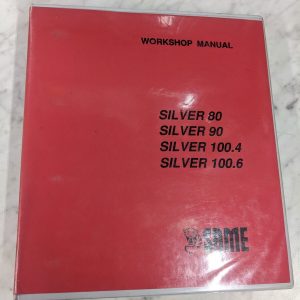 WORKSHOP MANUAL
SILVER 80
SILVER 90
SILVER 100.4
SILVER 100.6
SAME